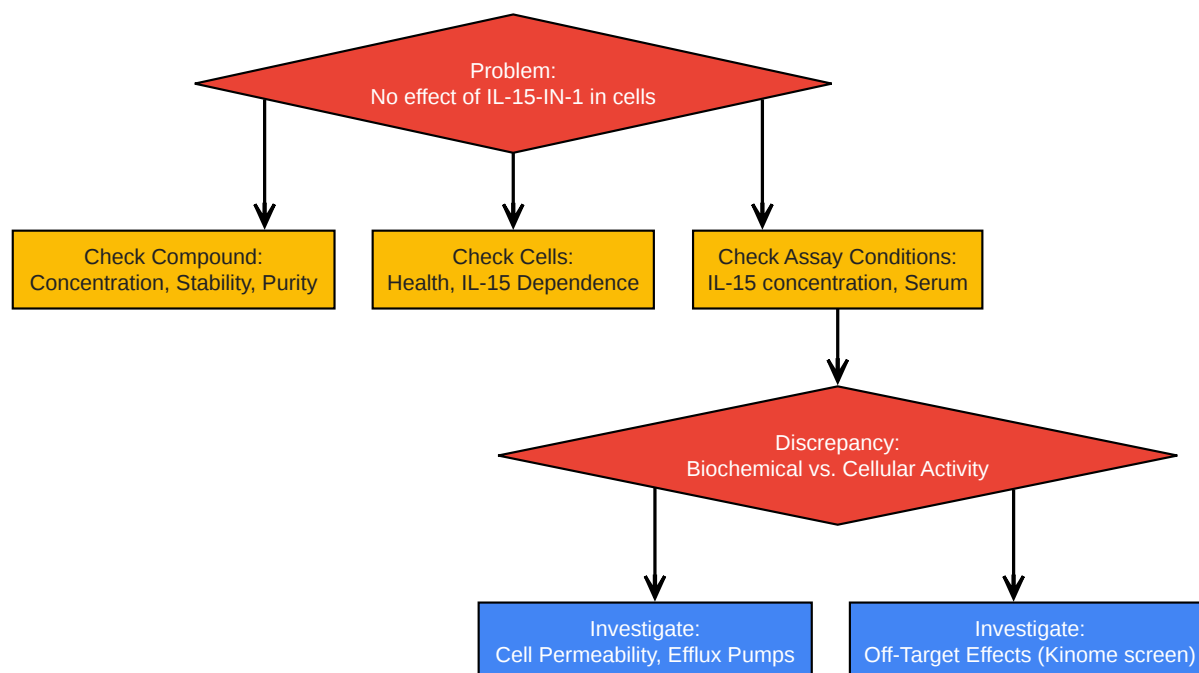 Problem:
No effect of IL-15-IN-1 in cells
Check Compound:
Concentration, Stability, Purity
Check Cells:
Health, IL-15 Dependence
Check Assay Conditions:
IL-15 concentration, Serum
Discrepancy:
Biochemical vs. Cellular Activity
Investigate:
Cell Permeability, Efflux Pumps
Investigate:
Off-Target Effects (Kinome screen)